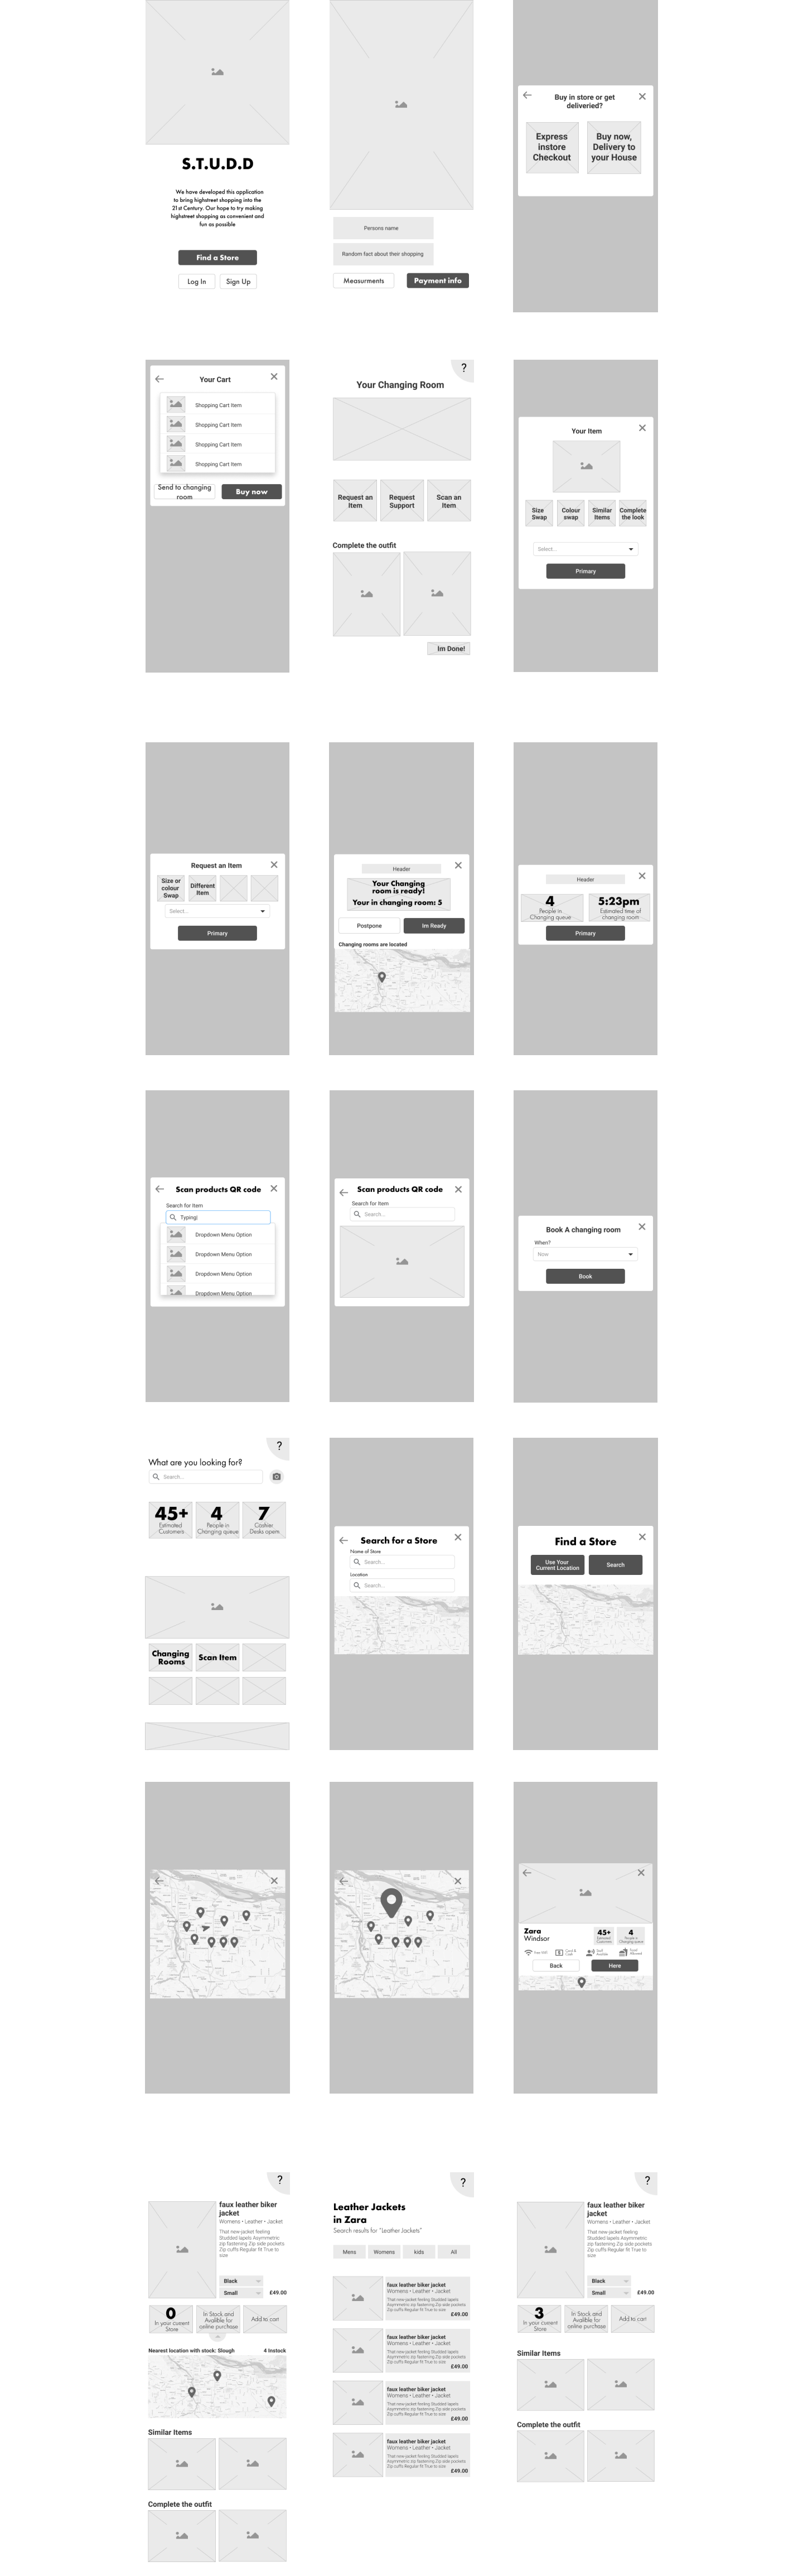 S.T.U.D.D
We have developed this application
to bring highstreet shopping into the
21st Century. Our hope to try making
highstreet shopping as convenient and
fun as possible
Find a Store
Log In
Sign Up
Persons name
Random fact about their shopping
Measurments
Payment info
Buy in store or get
deliveried?
Express
instore
Checkout
Buy now,
Delivery to
your House
Your Cart
Shopping Cart Item
Shopping Cart Item
Shopping Cart Item
Shopping Cart Item
Send to changing
room
Buy now
?
Your Changing Room
Request an
Item
Request
Support
Scan an
Item
Complete the outfit
Im Done!
Your Item
Size
Swap
Colour
swap
Similar
Items
Complete
the look
Select...
Primary
Request an Item
Size or
colour
Swap
Different
Item
Select...
Primary
Header
Your Changing
room is ready!
Your in changing room: 5
Postpone
Im Ready
Changing rooms are located
Header
4
People in
Changing queue
5:23pm
Estimated time of
changing room
Primary
Scan products QR code
Search for Item
Typing|
Dropdown Menu Option
Dropdown Menu Option
Dropdown Menu Option
Dropdown Menu Option
Scan products QR code
Search for Item
Search...
Book A changing room
When?
Now
Book
?
What are you looking for?
Search...
45+
Estimated
Customers
4
People in
Changing queue
7
Cashier
Desks open
Changing
Rooms
Scan Item
Search for a Store
Name of Store
Search...
Location
Search...
Find a Store
Use Your
Current Location
Search
Zara
Windsor
45+
Estimated
Customers
4
People in
Changing queue
Back
Here
?
faux leather biker
jacket
Womens • Leather • Jacket
That new-jacket feeling
Studded lapels Asymmetric
zip fastening Zip side pockets
Zip cuffs Regular fit True to
size
Black
Small
£49.00
0
In your current
Store
In Stock and
Avalible for
online purchase
Add to cart
Nearest location with stock: Slough
4 Instock
Similar Items
Complete the outfit
?
Leather Jackets
in Zara
Search results for "Leather Jackets"
Mens
Womens
kids
All
faux leather biker jacket
Womens • Leather • Jacket
That new-jacket feeling Studded lapels
Asymmetric zip fastening Zip side pockets
Zip cuffs Regular fit True to size
£49.00
faux leather biker jacket
Womens • Leather • Jacket
That new-jacket feeling Studded lapels
Asymmetric zip fastening Zip side pockets
Zip cuffs Regular fit True to size
£49.00
faux leather biker jacket
Womens • Leather • Jacket
That new-jacket feeling Studded lapels
Asymmetric zip fastening Zip side pockets
Zip cuffs Regular fit True to size
£49.00
faux leather biker jacket
Womens • Leather • Jacket
That new-jacket feeling Studded lapels
Asymmetric zip fastening Zip side pockets
Zip cuffs Regular fit True to size
£49.00
?
faux leather biker
jacket
Womens • Leather • Jacket
That new-jacket feeling
Studded lapels Asymmetric
zip fastening Zip side pockets
Zip cuffs Regular fit True to
size
Black
Small
£49.00
3
In your current
Store
In Stock and
Avalible for
online purchase
Add to cart
Similar Items
Complete the outfit